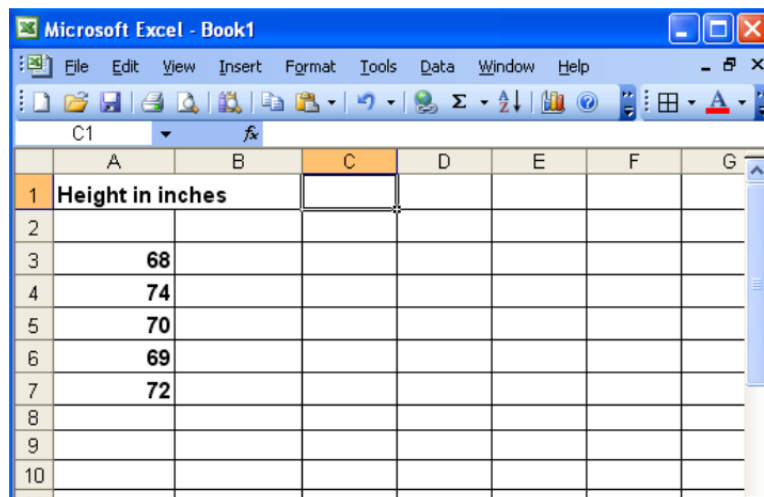 Microsoft Excel - Book1
File Edit View Insert Format Tools Data Window Help
C1 fx
A B C D E F G
1 Height in inches
2
3 68
4 74
5 70
6 69
7 72
8
9
10